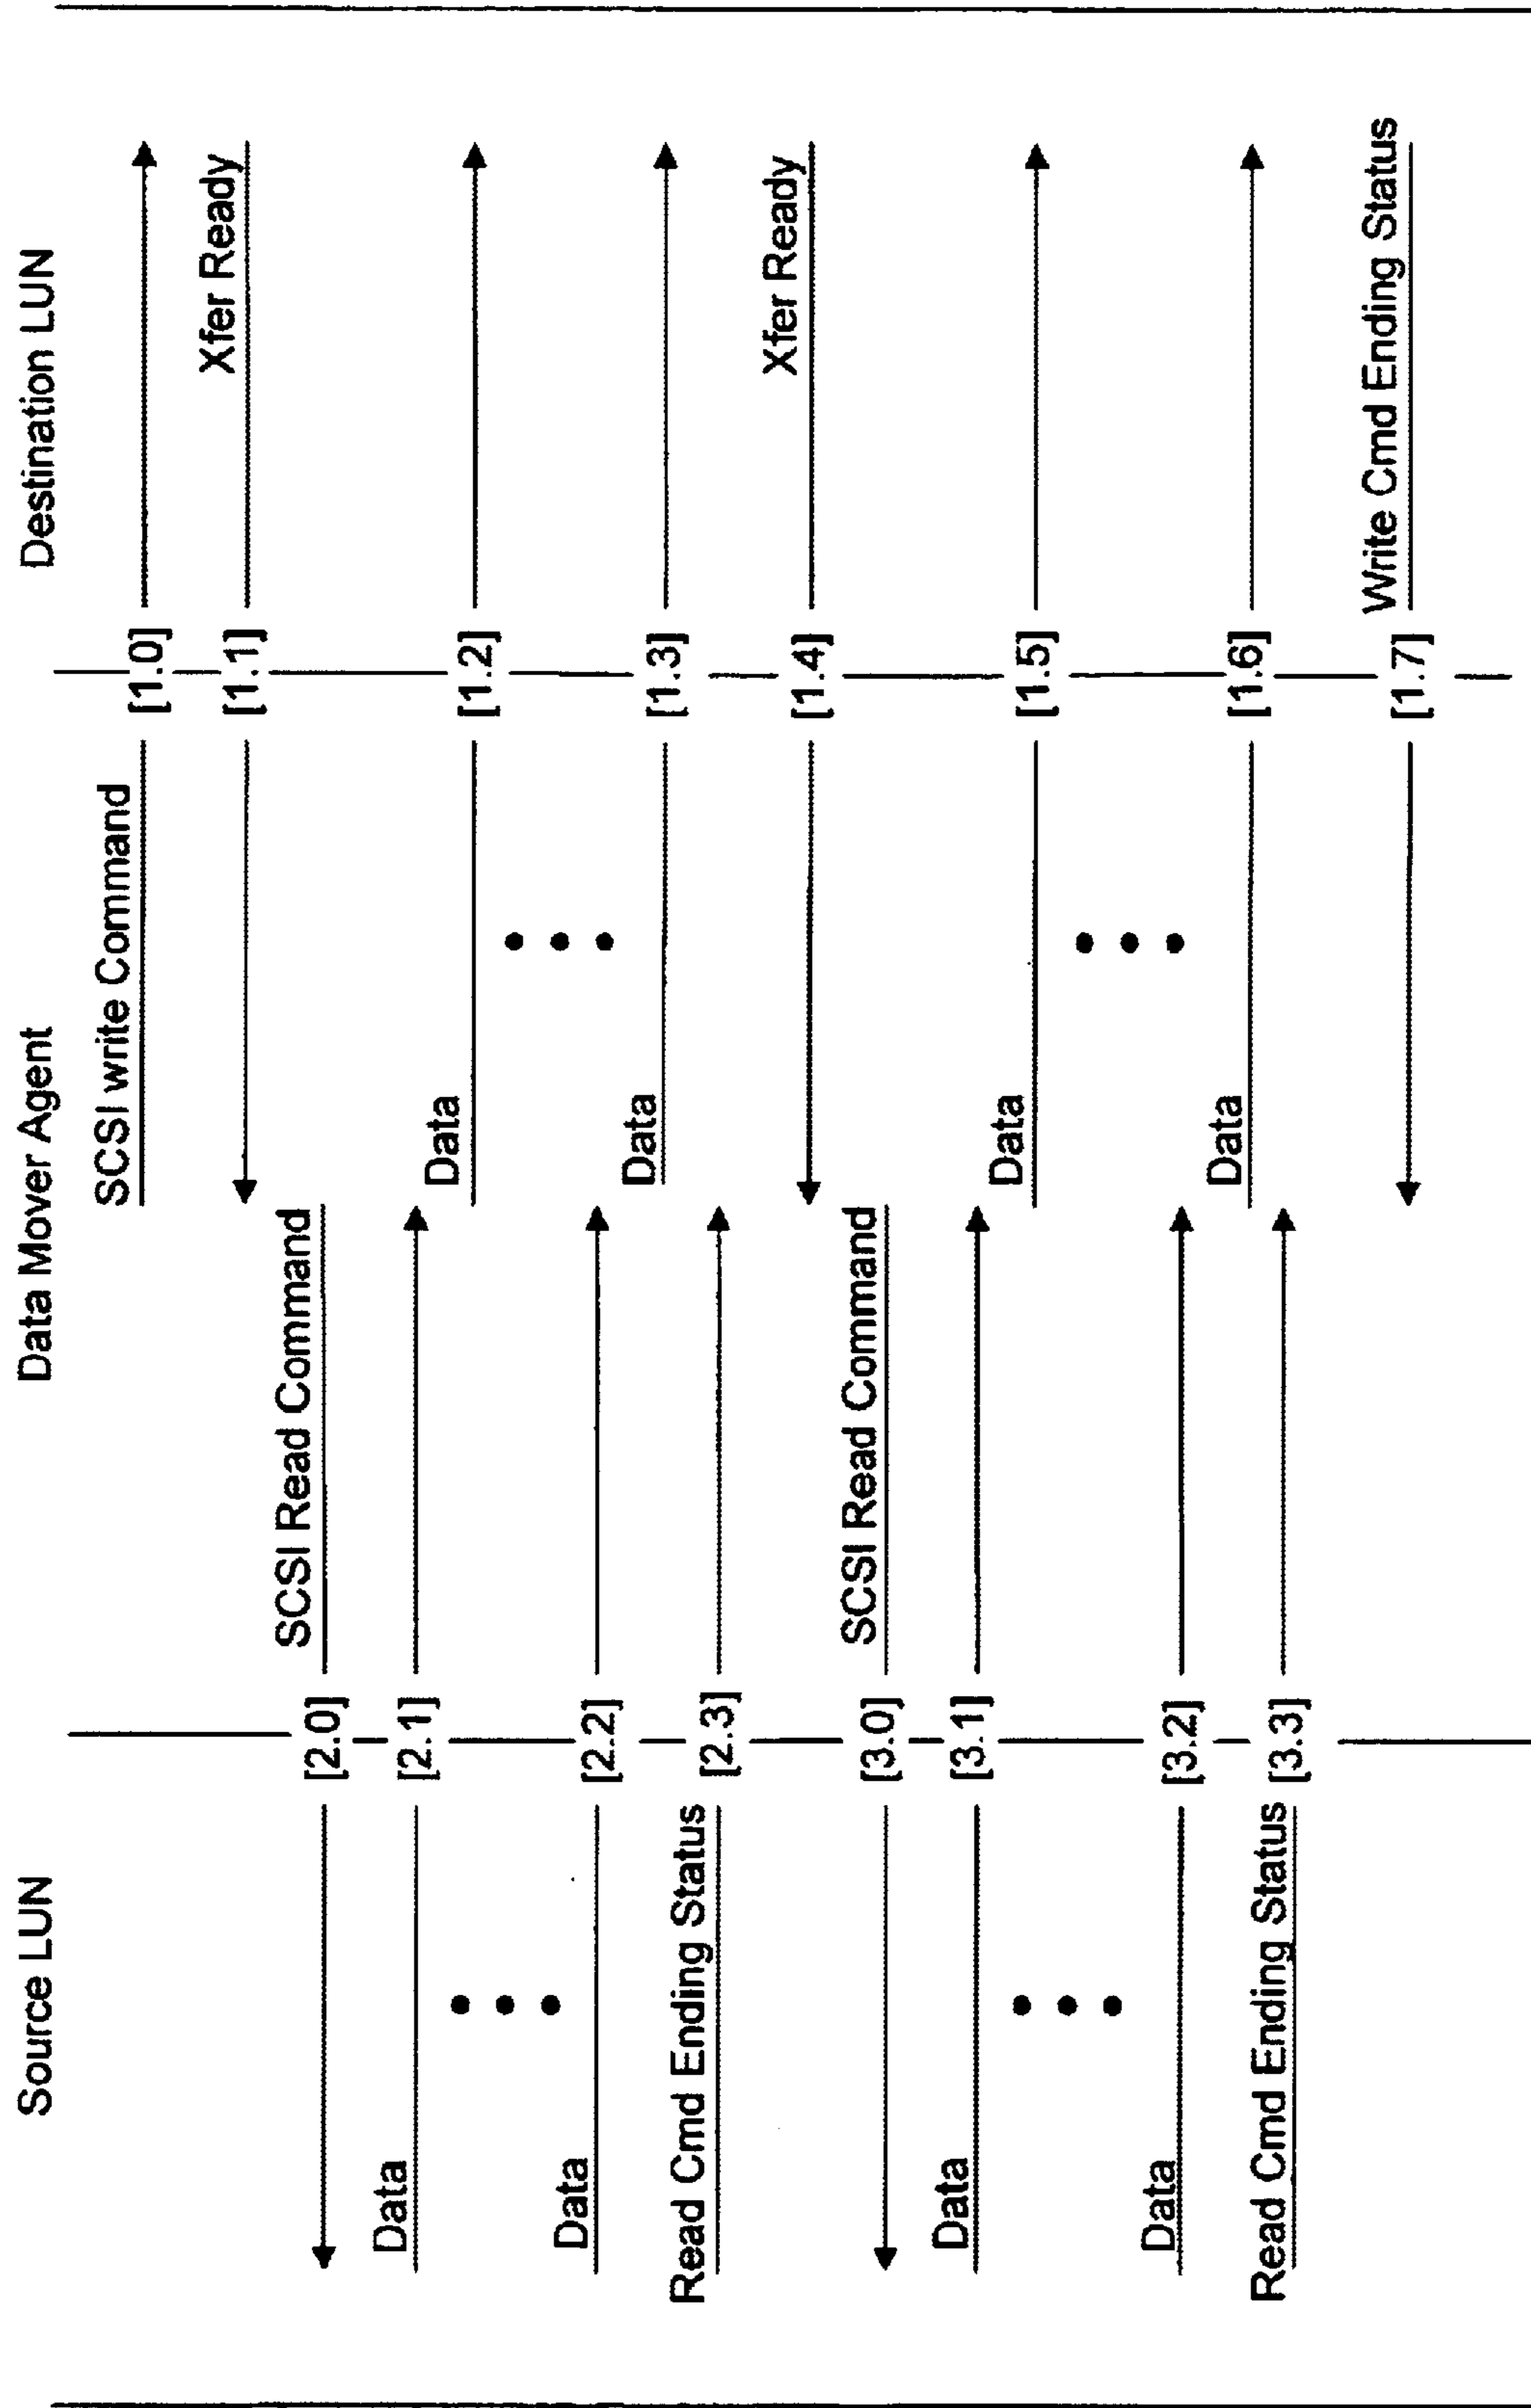 Source LUN
Data Mover Agent
Destination LUN
SCSI write Command
[1.0]
[1.1]
Xfer Ready
[2.0]
SCSI Read Command
Data
[2.1]
Data
[1.2]
Data
[2.2]
Data
[1.3]
Read Cmd Ending Status
[2.3]
[1.4]
Xfer Ready
[3.0]
SCSI Read Command
Data
[3.1]
Data
[1.5]
Data
[3.2]
Data
[1.6]
Read Cmd Ending Status
[3.3]
[1.7]
Write Cmd Ending Status